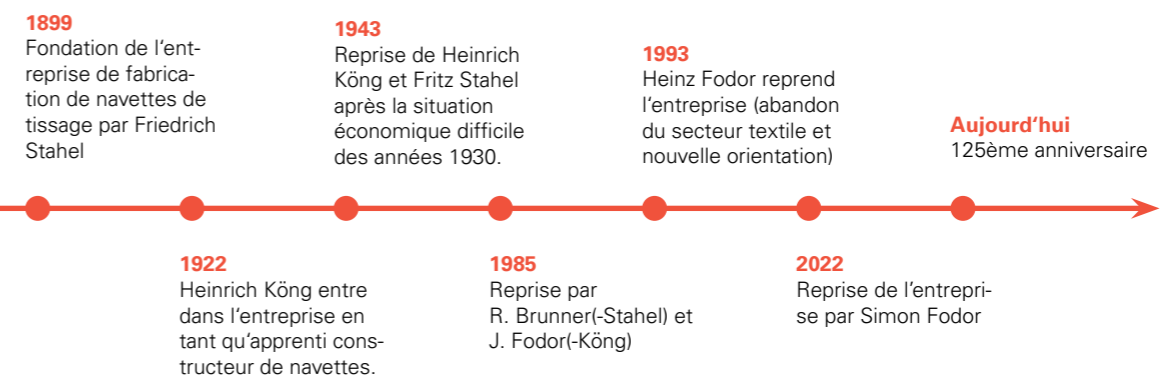 1899
Fondation de l‘ent-
reprise de fabrica-
tion de navettes de
tissage par Friedrich
Stahel
1922
Heinrich Köng entre
dans l‘entreprise en
tant qu‘apprenti cons-
tructeur de navettes.
1943
Reprise de Heinrich
Köng et Fritz Stahel
après la situation
économique difficile
des années 1930.
1985
Reprise par
R. Brunner(-Stahel) et
J. Fodor(-Köng)
1993
Heinz Fodor reprend
l‘entreprise (abandon
du secteur textile et
nouvelle orientation)
2022
Reprise de l’entrepri-
se par Simon Fodor
Aujourd‘hui
125ème anniversaire